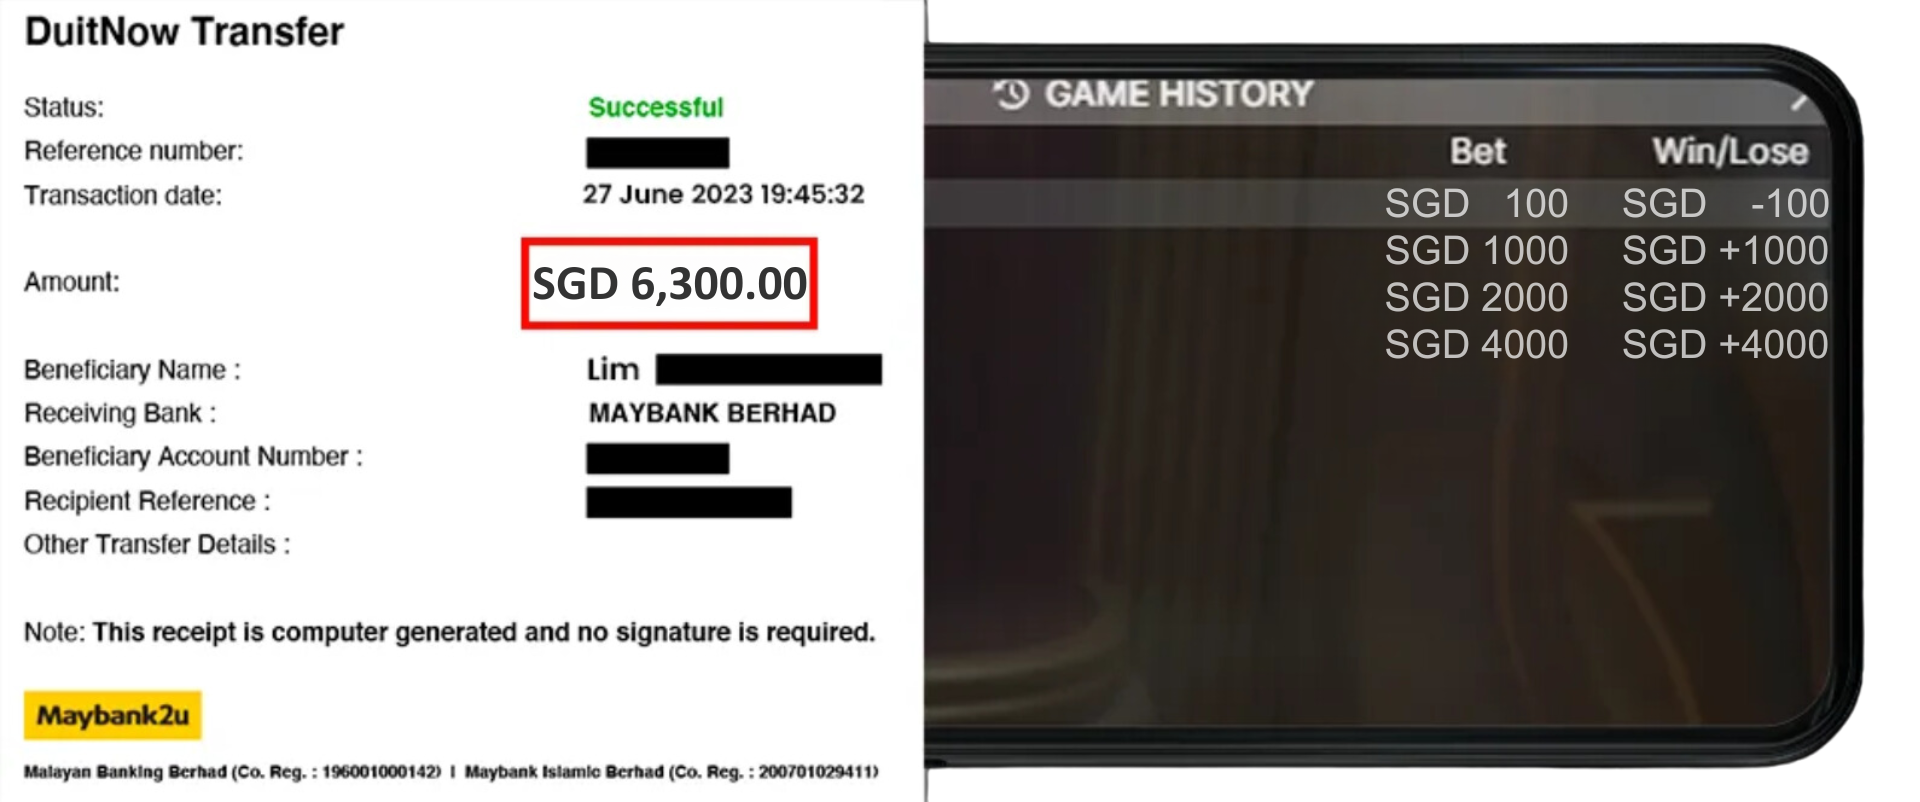 DuitNow Transfer
Status: Successful
Reference number:
Transaction date: 27 June 2023 19:45:32
Amount: SGD 6,300.00
Beneficiary Name : Lim
Receiving Bank : MAYBANK BERHAD
Beneficiary Account Number :
Recipient Reference :
Other Transfer Details :
Note: This receipt is computer generated and no signature is required.
Maybank2u
Malayan Banking Berhad (Co. Reg. : 196001000142) I Maybank Islamic Berhad (Co. Reg. : 200701029411)
GAME HISTORY
Bet Win/Lose
SGD 100 SGD -100
SGD 1000 SGD +1000
SGD 2000 SGD +2000
SGD 4000 SGD +4000